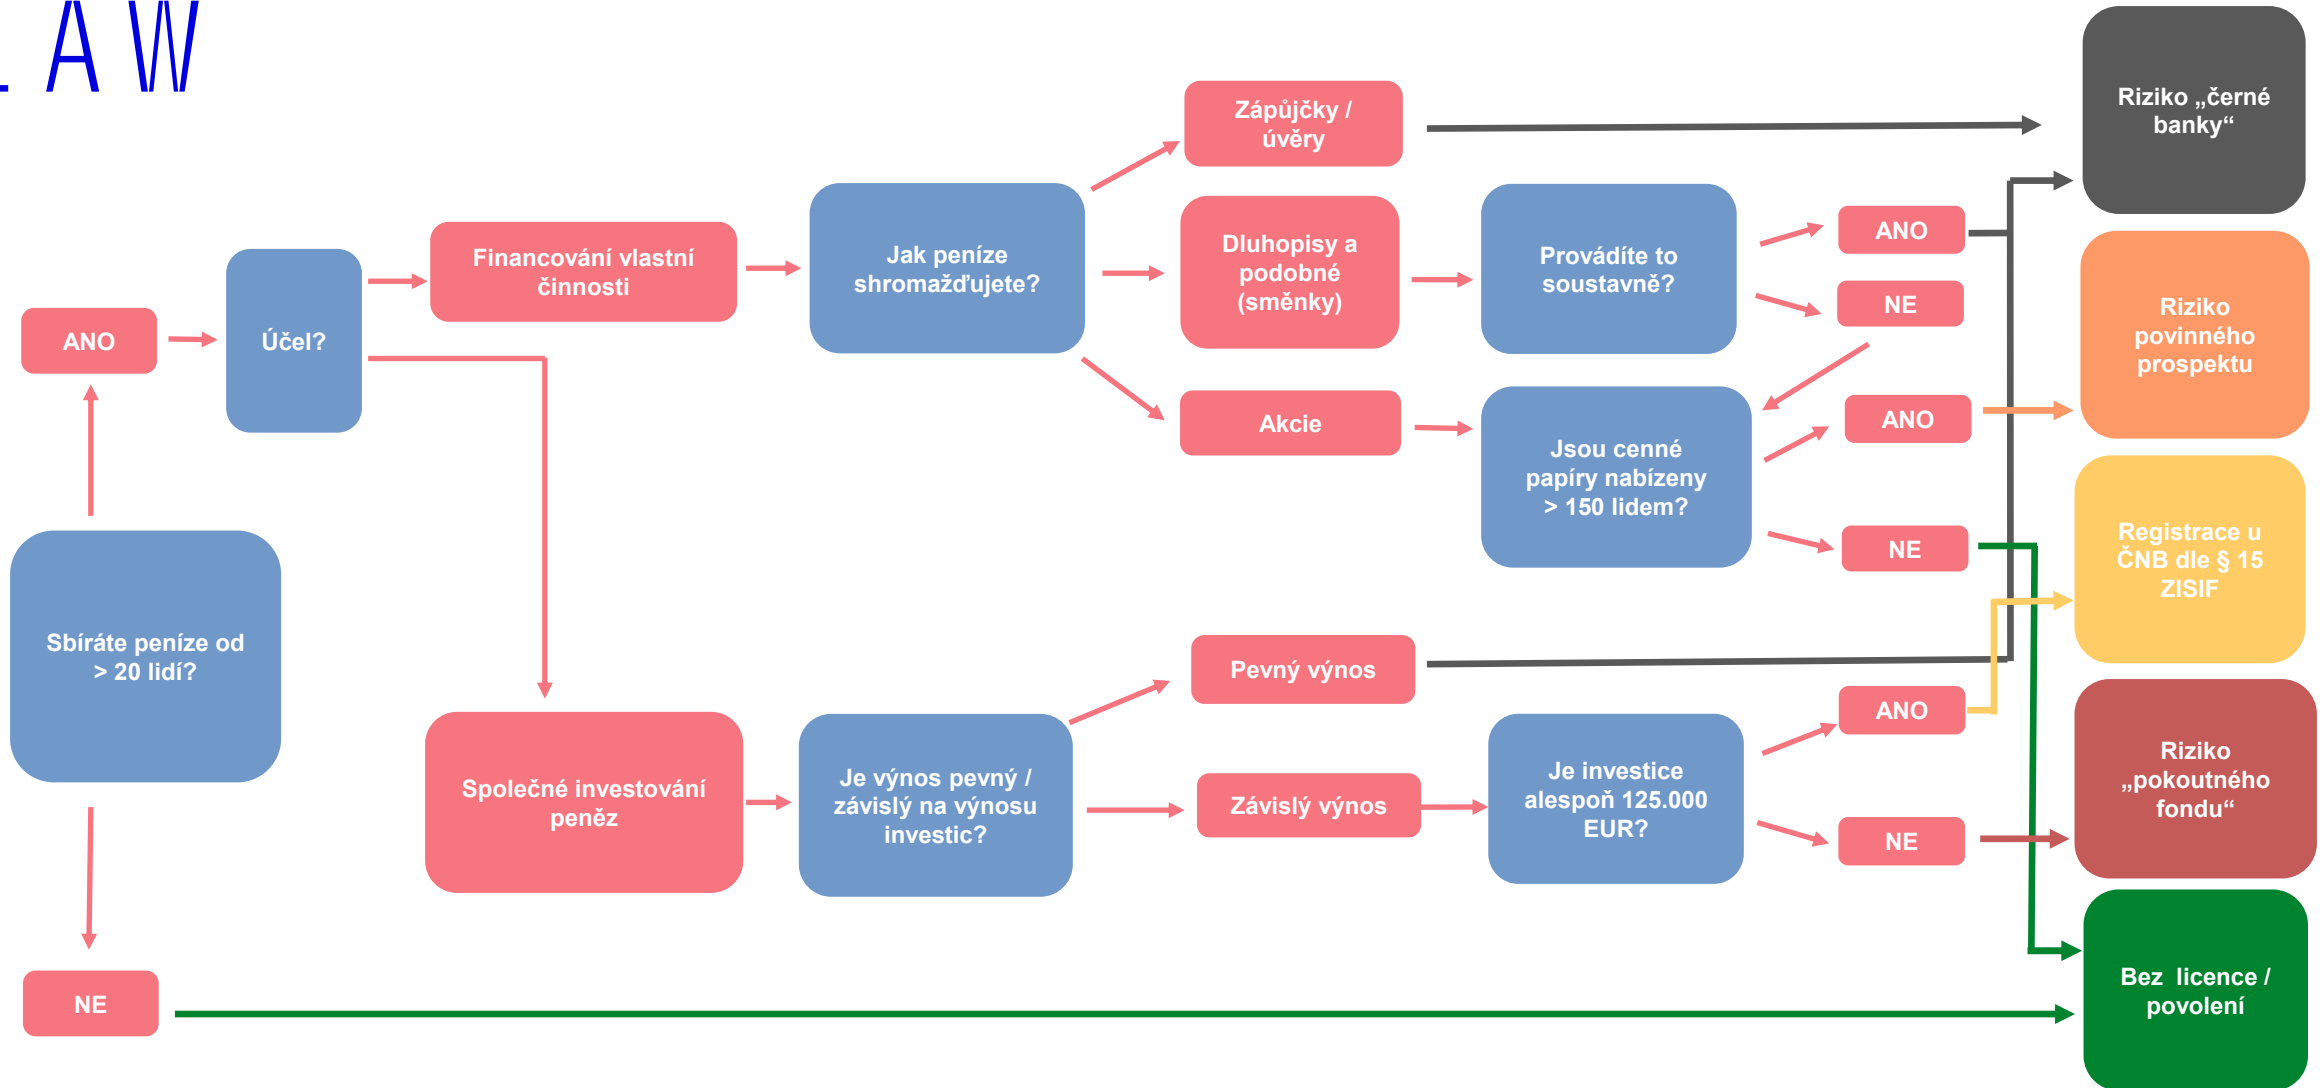 LAW
Zápůjčky /
úvěry
Riziko „černé
banky“
Financování vlastní
činnosti
Jak peníze
shromažďujete?
Dluhopisy a
podobné
(směnky)
Provádíte to
soustavně?
ANO
NE
Riziko
povinného
prospektu
ANO
Účel?
Akcie
Jsou cenné
papíry nabízeny
> 150 lidem?
ANO
NE
Registrace u
ČNB dle § 15
ZISIF
Sbíráte peníze od
> 20 lidí?
Pevný výnos
Společné investování
peněz
Je výnos pevný /
závislý na výnosu
investic?
Závislý výnos
Je investice
alespoň 125.000
EUR?
ANO
NE
Riziko
„pokoutného
fondu“
NE
Bez licence /
povolení